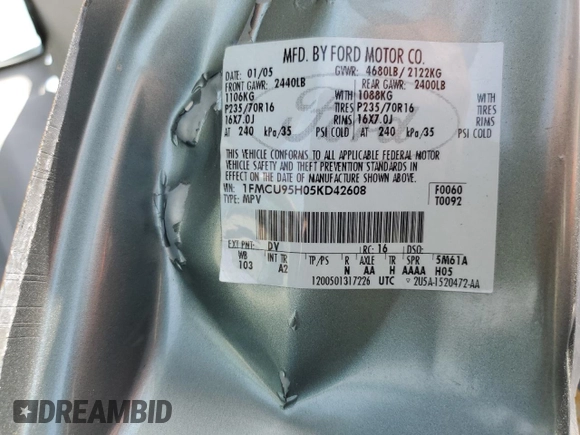 MFD. BY FORD MOTOR CO.
DATE: 01/05 GVWR: 4680LB/ 2122KG
FRONT GAWR: 2440LB REAR GAWR: 2400LB
1106KG WITH 1088KG WITH
P235/70R16 TIRES P235/70R16 TIRES
16X7.0J RIMS 16X7.0J RIMS
AT 240 kPa/35 PSI COLD AT 240 kPa/35 PSI COLD
Ford
THIS VEHICLE CONFORMS TO ALL APPLICABLE FEDERAL MOTOR
VEHICLE SAFETY AND THEFT PREVENTION STANDARDS IN
EFFECT ON THE DATE OF MANUFACTURE SHOWN ABOVE.
VIN: 1FMCU95H05KD42608 F0060
TYPE: MPV T0092
EXT PNT: DV RC: 16 DSO:
WB INT TR TP/PS R AXLE TR SPR 5M61A
103 A2 N AA H AAAA H05
1200501317226 UTC 2U5A-1520472-AA
DREAMBID